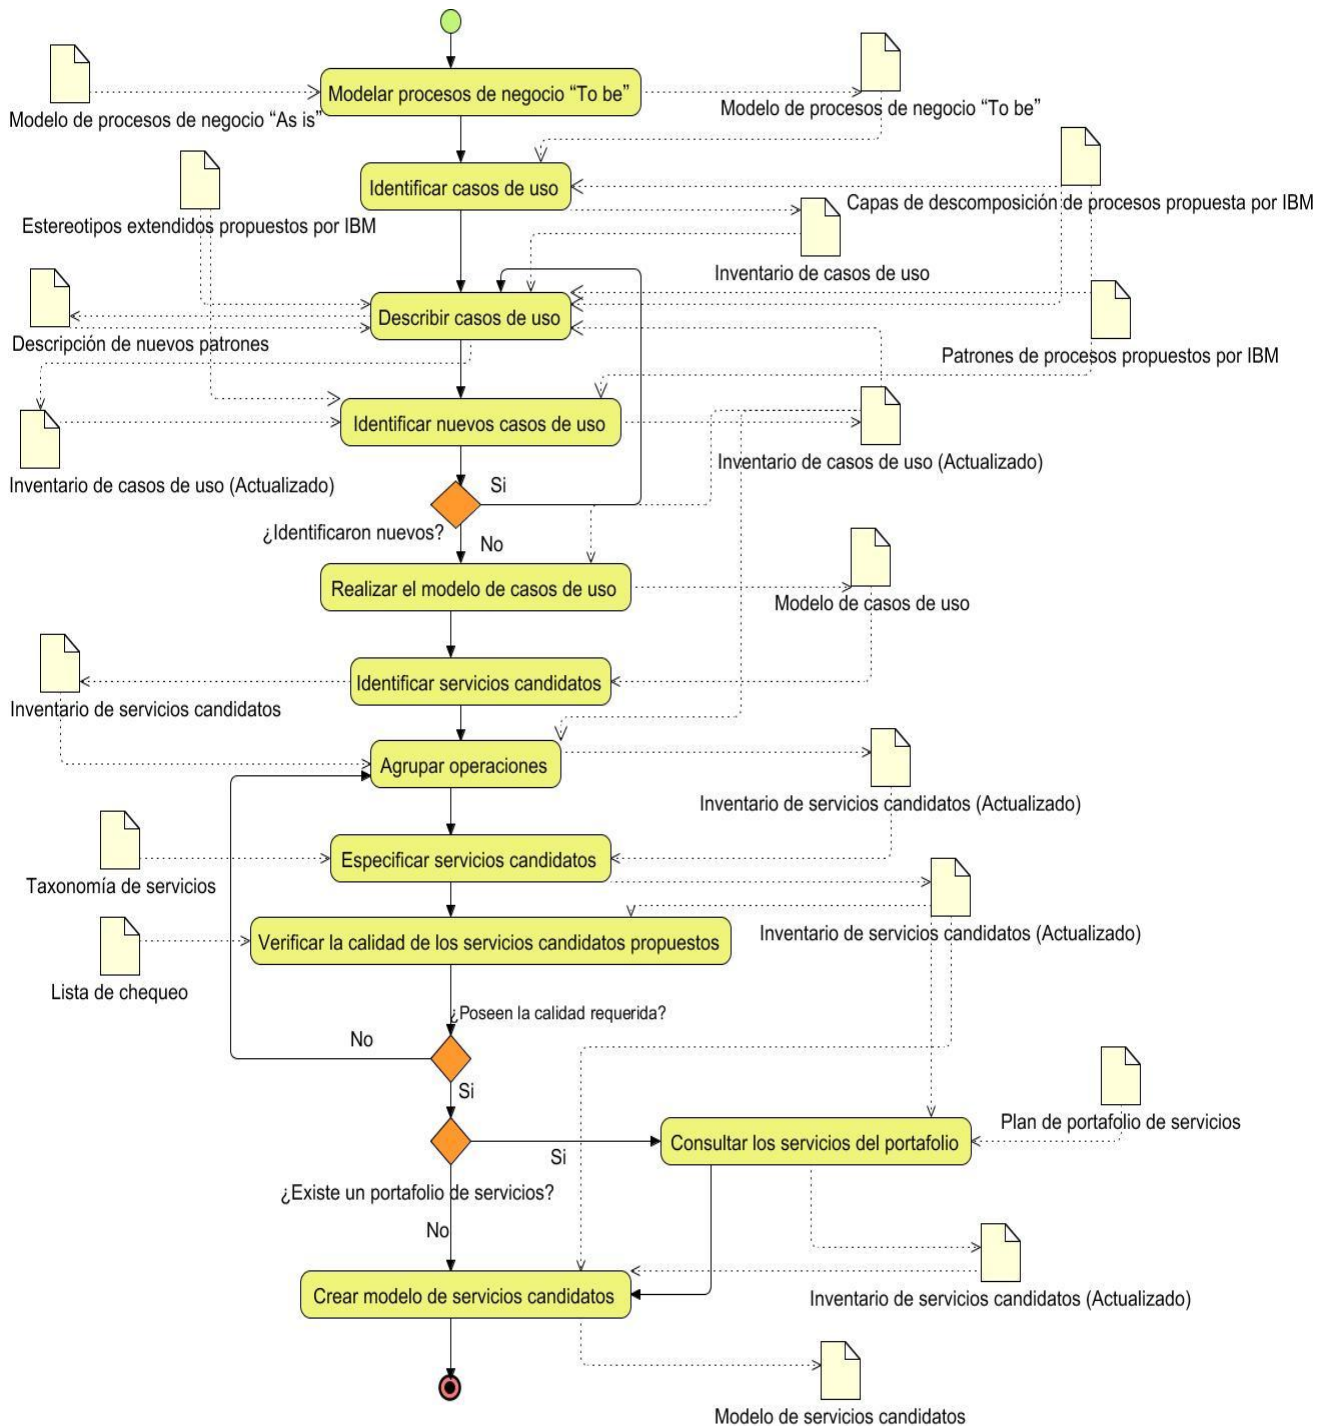 Modelar procesos de negocio “To be”
Modelo de procesos de negocio “As is”
Modelo de procesos de negocio “To be”
Identificar casos de uso
Capas de descomposición de procesos propuesta por IBM
Estereotipos extendidos propuestos por IBM
Inventario de casos de uso
Describir casos de uso
Descripción de nuevos patrones
Patrones de procesos propuestos por IBM
Identificar nuevos casos de uso
Inventario de casos de uso (Actualizado)
Inventario de casos de uso (Actualizado)
Si
¿Identificaron nuevos?
No
Realizar el modelo de casos de uso
Modelo de casos de uso
Identificar servicios candidatos
Inventario de servicios candidatos
Agrupar operaciones
Inventario de servicios candidatos (Actualizado)
Especificar servicios candidatos
Taxonomía de servicios
Verificar la calidad de los servicios candidatos propuestos
Inventario de servicios candidatos (Actualizado)
Lista de chequeo
¿Poseen la calidad requerida?
No
Si
Plan de portafolio de servicios
Consultar los servicios del portafolio
Si
¿Existe un portafolio de servicios?
No
Crear modelo de servicios candidatos
Inventario de servicios candidatos (Actualizado)
Modelo de servicios candidatos